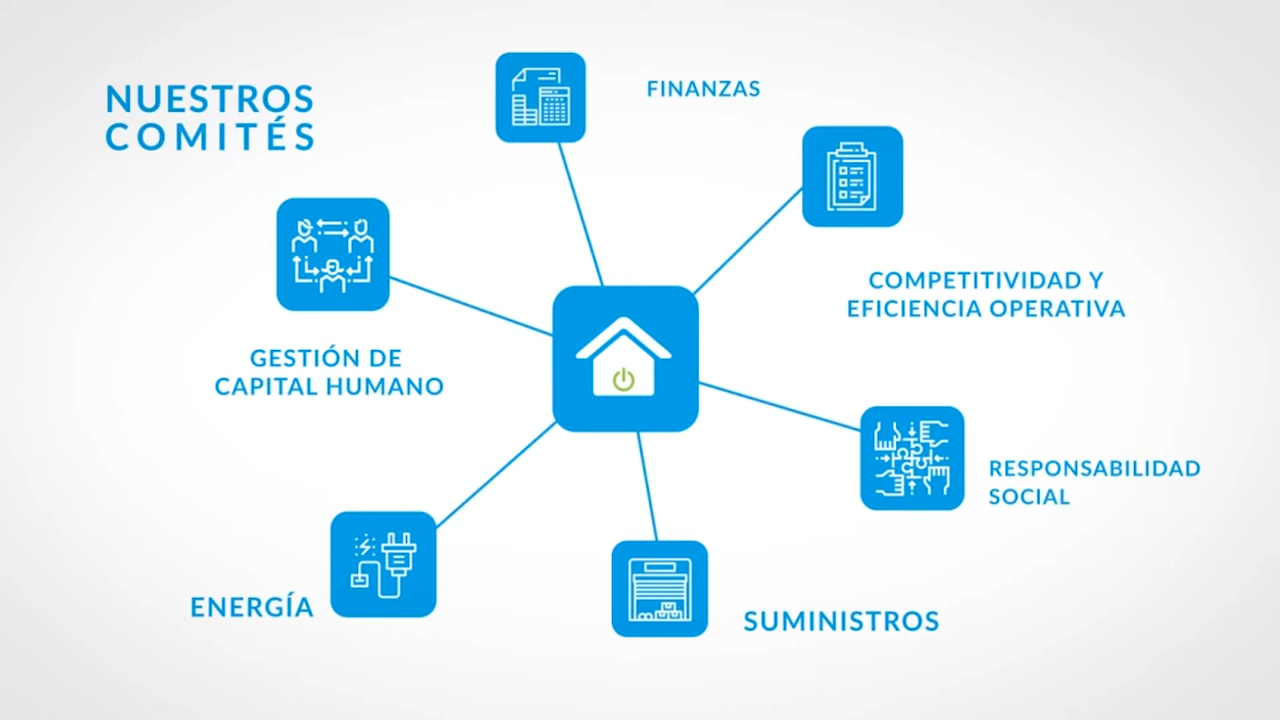 NUESTROS
COMITÉS
FINANZAS
COMPETITIVIDAD Y
EFICIENCIA OPERATIVA
GESTIÓN DE
CAPITAL HUMANO
RESPONSABILIDAD
SOCIAL
ENERGÍA
SUMINISTROS